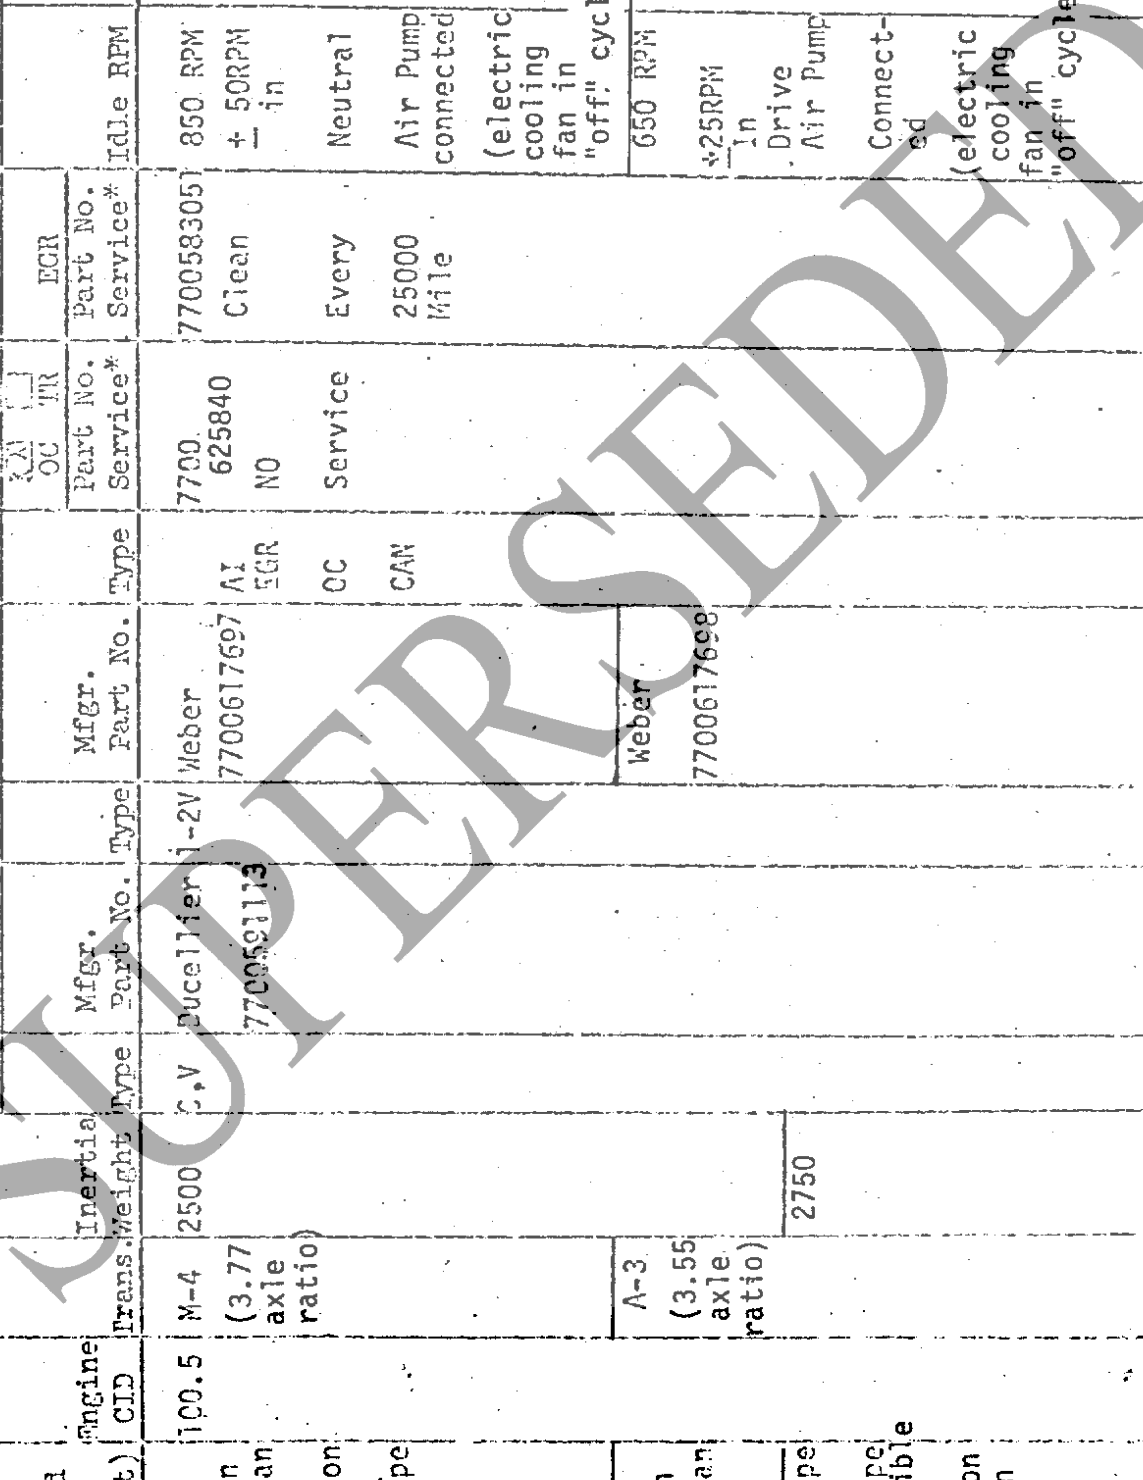 Engine
CID
Trans.
Inertia
Weight
Type
Mfgr.
Part No.
Type
Mfgr.
Part No.
Type
OC TR
Part No.
Service*
EGR
Part No.
Service*
Idle RPM
100.5
M-4
(3.77
axle
ratio)
2500
C.V
Ducellier
7700691113
1-2V
Weber
7700617697
AI
EGR
OC
CAN
7700
625840
NO
Service
7700583051
Clean
Every
25000
Mile
850 RPM
± 50RPM
in
Neutral
Air Pump
connected
(electric
cooling
fan in
"off" cycl
A-3
(3.55
axle
ratio)
2750
Weber
7700617698
650 RPM
±25RPM
In
Drive
Air Pump
Connect-
ed
(electric
cooling
fan in
"off" cycle
SUPERSEDED